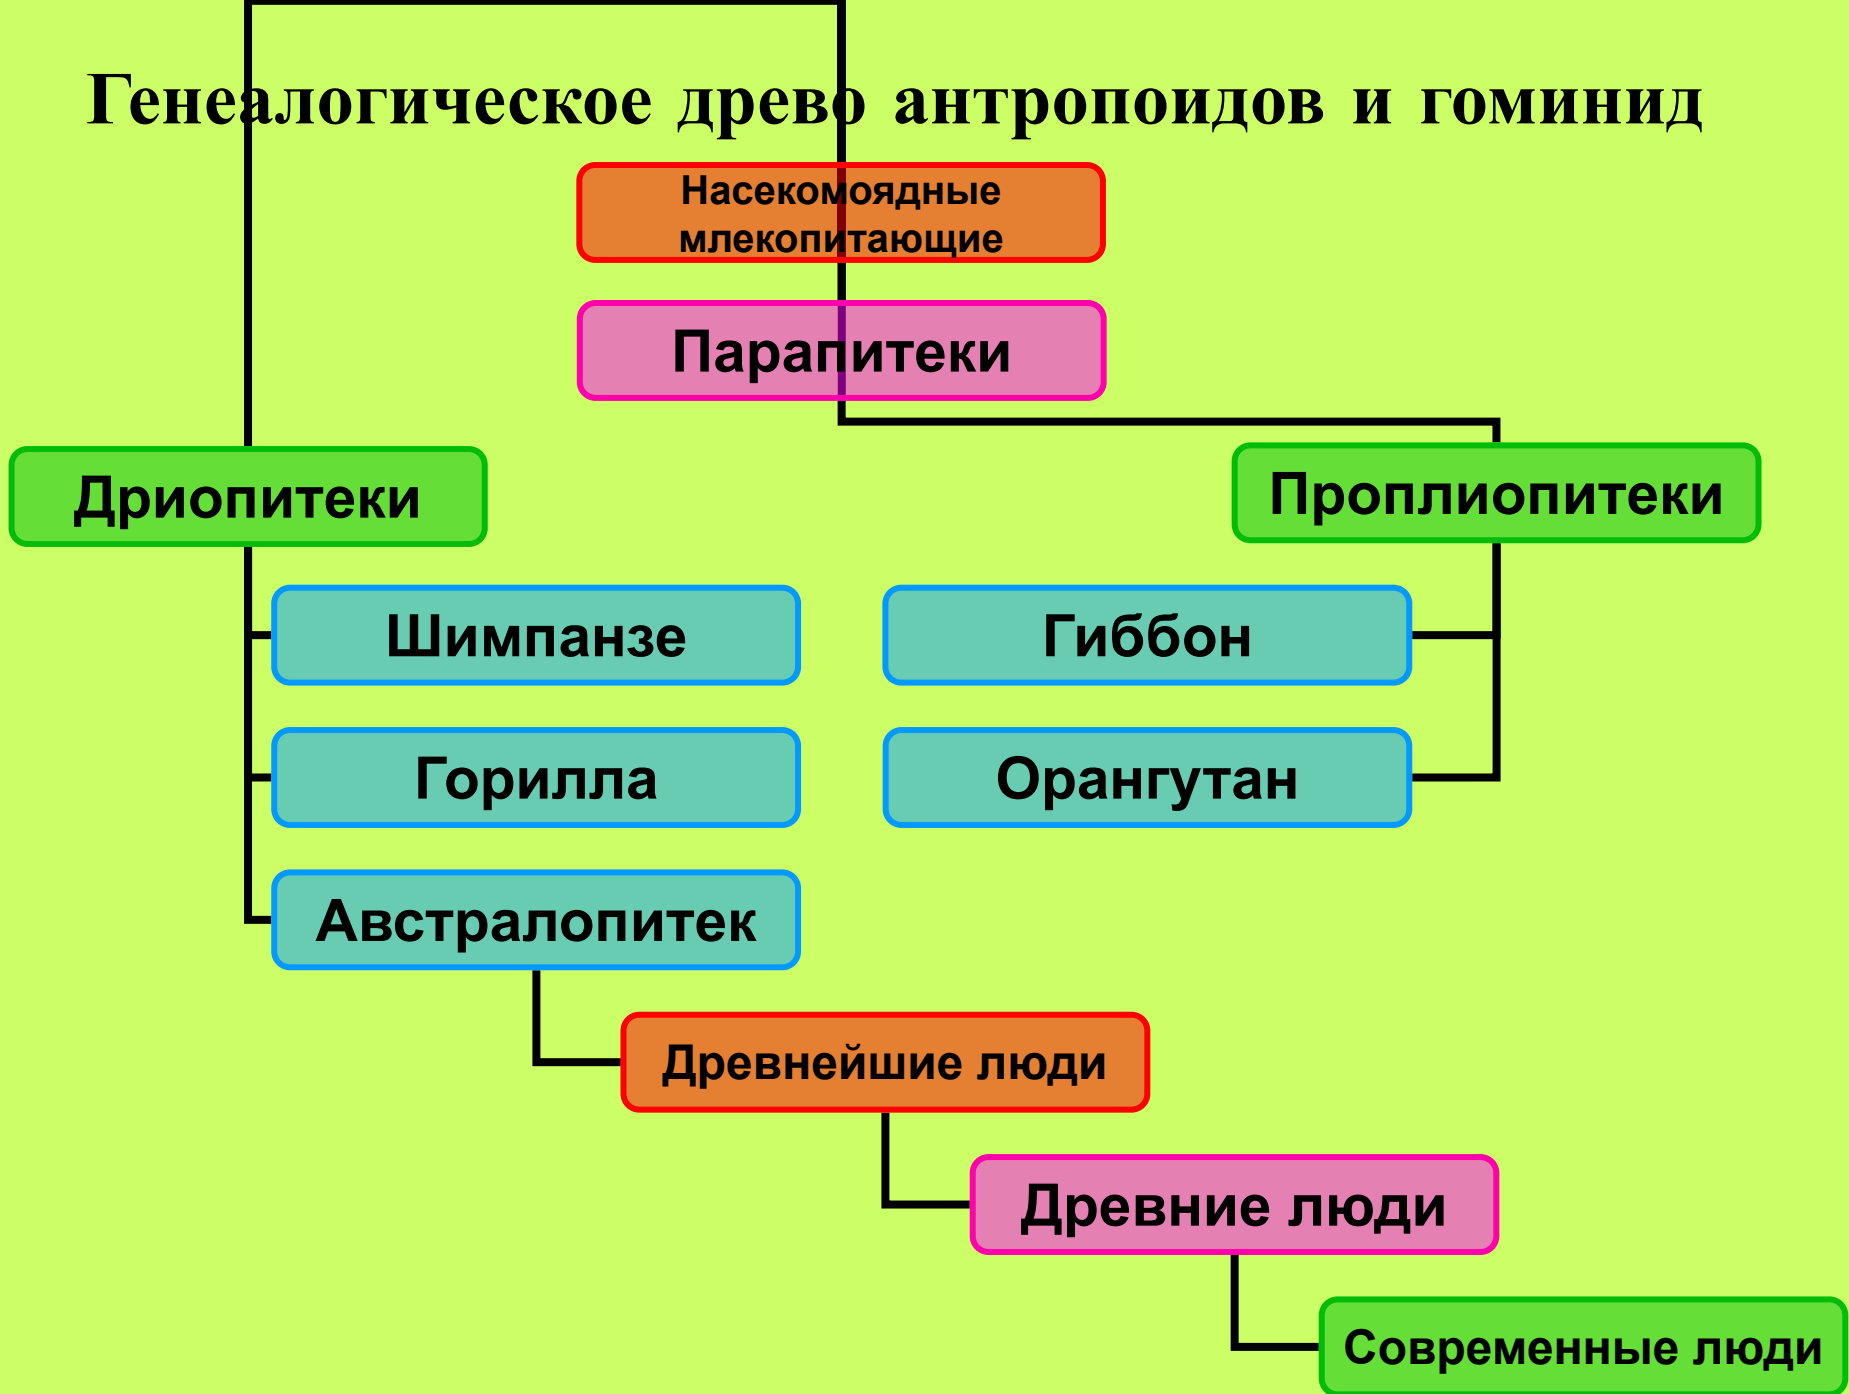 Генеалогическое древо антропоидов и гоминид
Насекомоядные
млекопитающие
Парапитеки
Дриопитеки
Проплиопитеки
Шимпанзе
Гиббон
Горилла
Орангутан
Австралопитек
Древнейшие люди
Древние люди
Современные люди